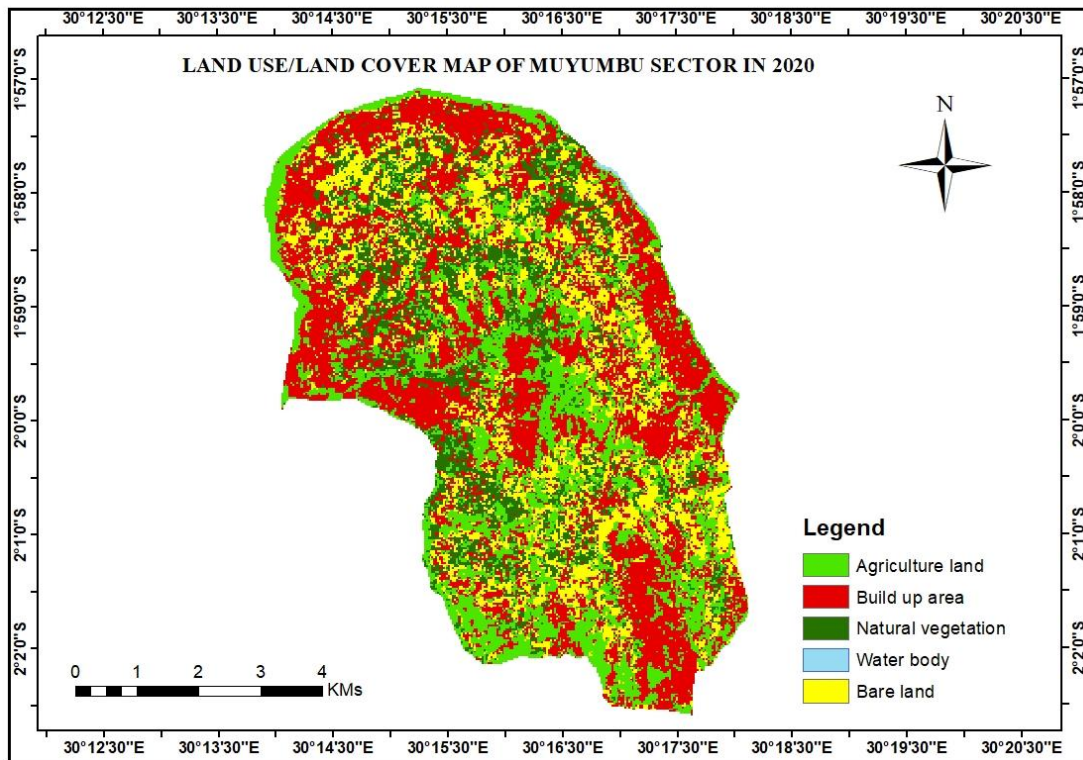 30°12'30"E 30°13'30"E 30°14'30"E 30°15'30"E 30°16'30"E 30°17'30"E 30°18'30"E 30°19'30"E 30°20'30"E
LAND USE/LAND COVER MAP OF MUYUMBU SECTOR IN 2020
N
1°57'0"S 1°57'0"S
1°58'0"S 1°58'0"S
1°59'0"S 1°59'0"S
2°0'0"S 2°0'0"S
2°1'0"S 2°1'0"S
2°2'0"S 2°2'0"S
Legend
Agriculture land
Build up area
Natural vegetation
Water body
Bare land
0 1 2 3 4
KMs
30°12'30"E 30°13'30"E 30°14'30"E 30°15'30"E 30°16'30"E 30°17'30"E 30°18'30"E 30°19'30"E 30°20'30"E